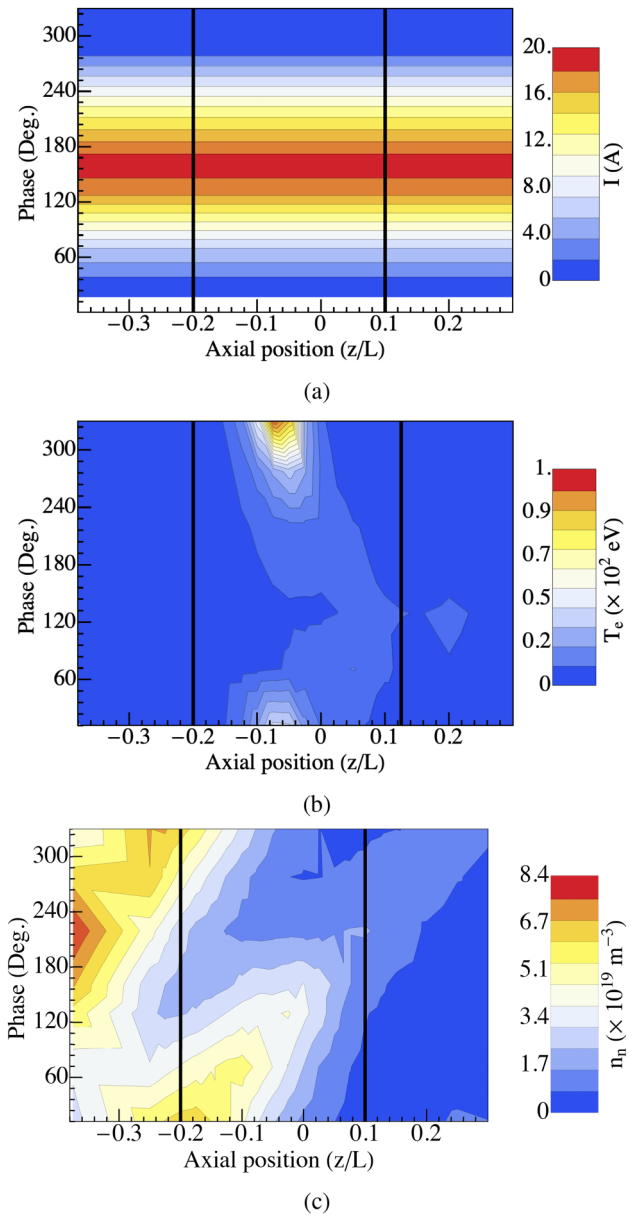 Phase (Deg.)
240
180
120
60
−0.3 −0.2 −0.1 0 0.1 0.2
Axial position (z/L)
20.
12.
8.0
4.0
0
I (A)
(a)
Phase (Deg.)
300
240
120
60
−0.3 −0.2 −0.1 0 0.1 0.2
Axial position (z/L)
1.
0.9
0.7
0.5
0.2
0
Te (× 10² eV)
(b)
Phase (Deg.)
300
240
180
120
60
−0.3 −0.2 −0.1 0 0.1 0.2
Axial position (z/L)
8.4
6.7
5.1
3.4
1.7
0
nn (× 10¹⁹ m⁻³)
(c)